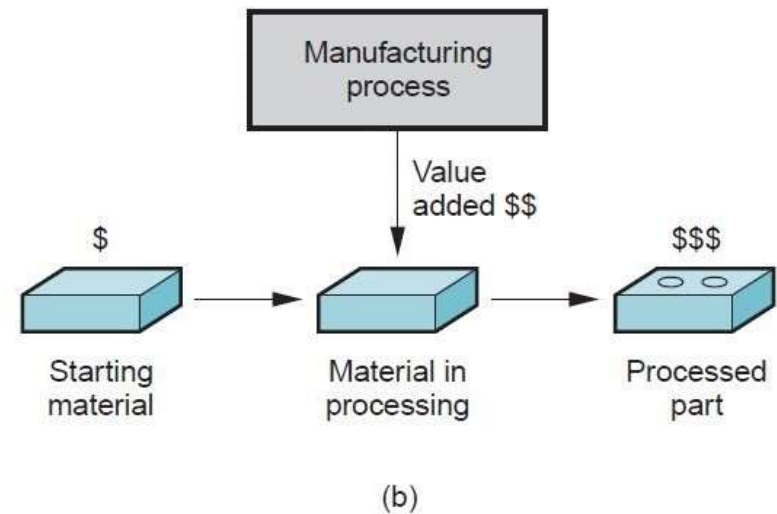 Manufacturing
process
Value
added $$
$
$$$
Starting
material
Material in
processing
Processed
part
(b)